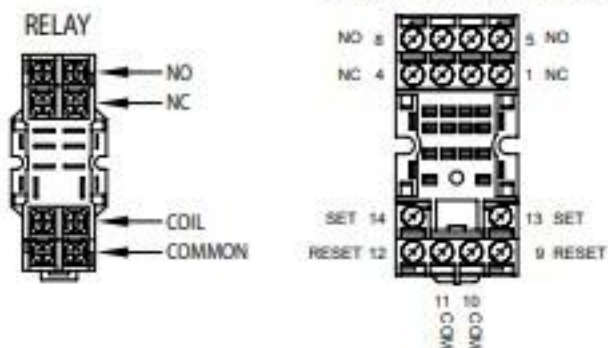 RELAY
NO
NC
COIL
COMMON
NO 8 5 NO
NC 4 1 NC
SET 14 13 SET
RESET 12 9 RESET
11 10
COM COM